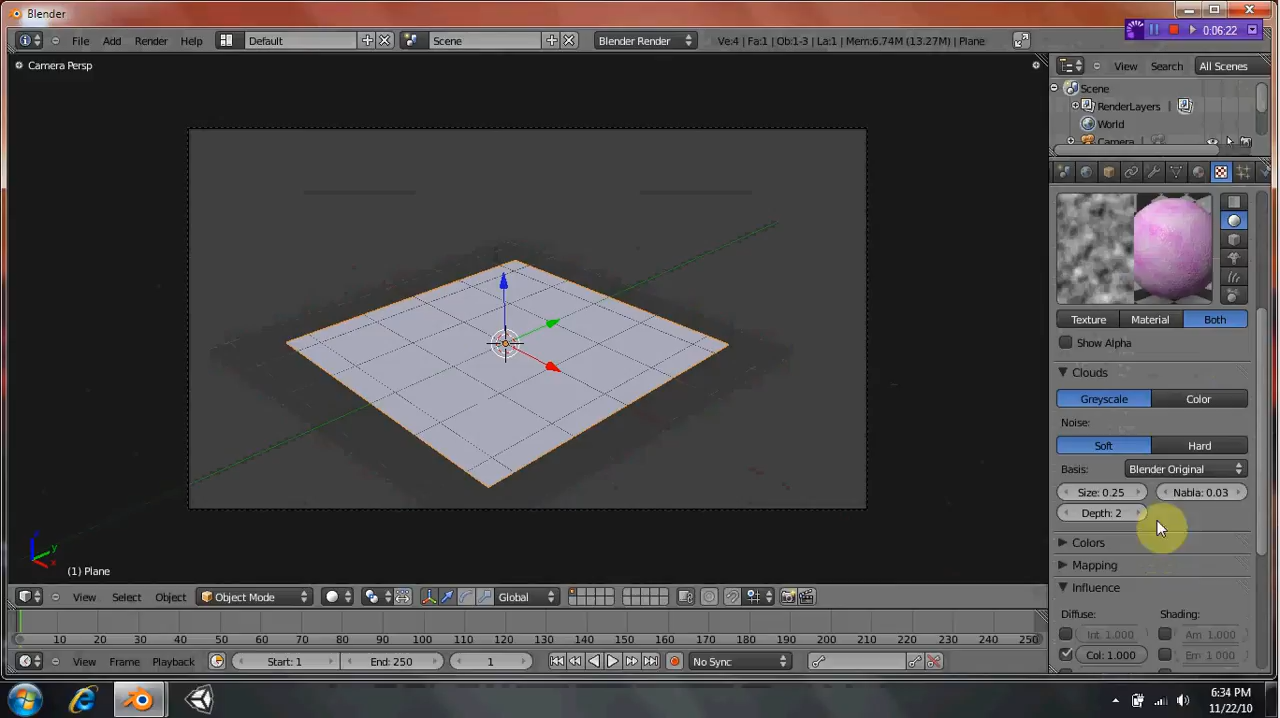 Blender
0:06:22
File Add Render Help Default Scene Blender Render Ve:4 | Fa:1 | Ob:1-3 | La:1 | Mem:6.74M (13.27M) | Plane
Camera Persp
View Search All Scenes
Scene
RenderLayers |
World
Camera
Texture Material Both
Show Alpha
Clouds
Greyscale Color
Noise:
Soft Hard
Basis: Blender Original
Size: 0.25 Nabla: 0.03
Depth: 2
Colors
Mapping
Influence
Diffuse: Shading:
Int: 1.000 Am 1.000
Col: 1.000 Em 1.000
x y z
(1) Plane
View Select Object Object Mode Global
0 10 20 30 40 50 60 70 80 90 100 110 120 130 140 150 160 170 180 190 200 210 220 230 240 250
View Frame Playback Start: 1 End: 250 1 No Sync
6:34 PM
11/22/10